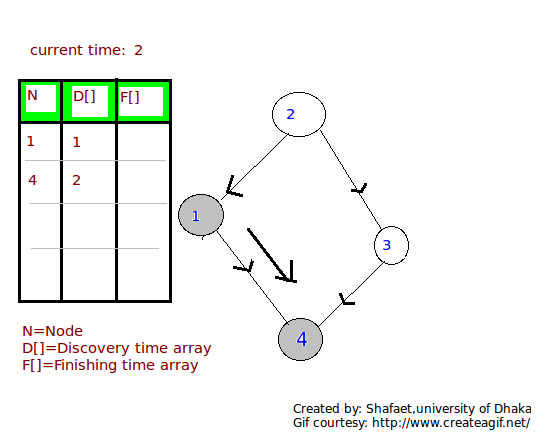 current time: 2
N D[] F[]
1 1
4 2
2
1
3
4
N=Node
D[]=Discovery time array
F[]=Finishing time array
Created by: Shafaet,university of Dhaka
Gif courtesy: http://www.createagif.net/